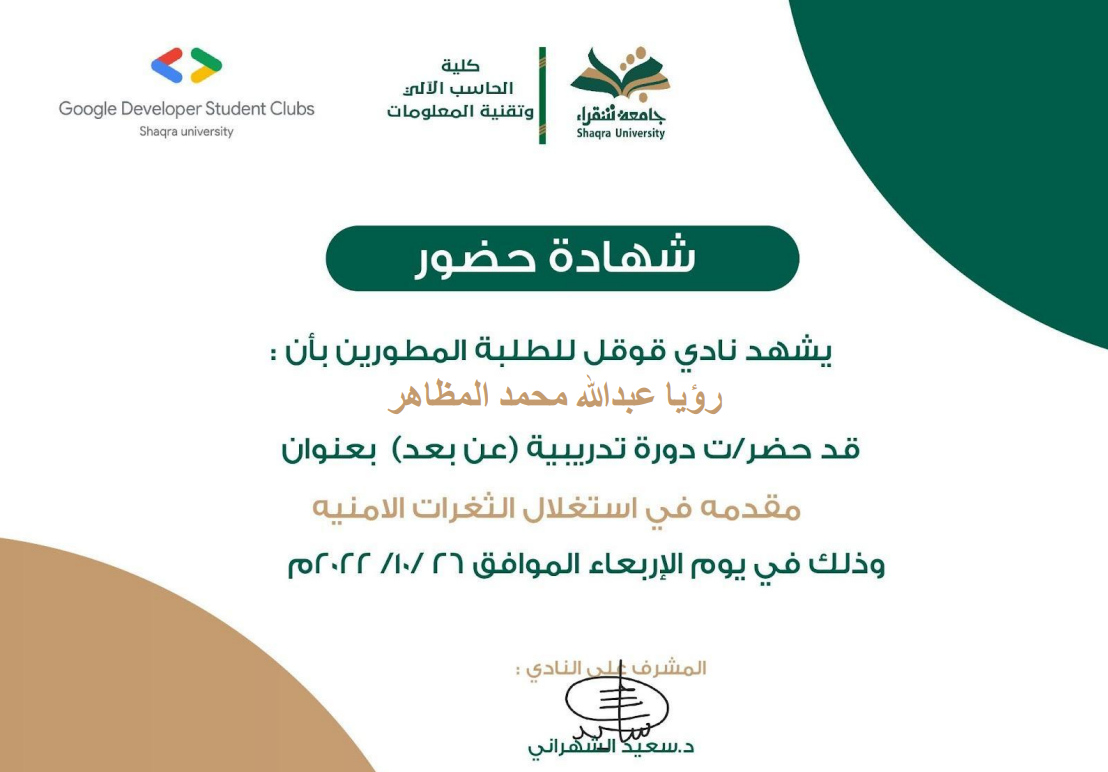 Google Developer Student Clubs
Shaqra university
كلية
الحاسب الآلي
وتقنية المعلومات
جامعة شقراء
Shaqra University
شهادة حضور
يشهد نادي قوقل للطلبة المطورين بأن :
رؤيا عبدالله محمد المظاهر
قد حضر/ت دورة تدريبية (عن بعد) بعنوان
مقدمه في استغلال الثغرات الامنيه
وذلك في يوم الإربعاء الموافق ٢٦ /١٠/ ٢٠٢٢م
المشرف على النادي :
د.سعيد الشهراني